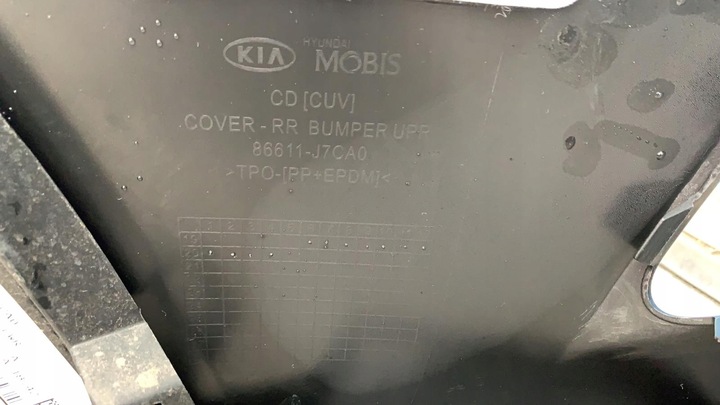 KIA
HYUNDAI
MOBIS
CD [CUV]
COVER - RR BUMPER UPR
86611-J7CA0
>TPO-[PP+EPDM]<